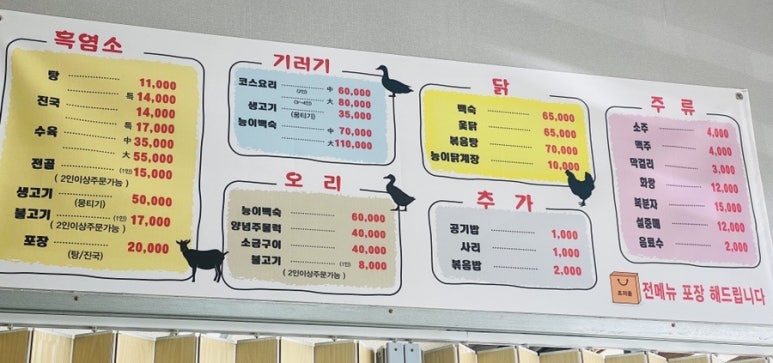 흑염소
탕 11,000
특 14,000
진국 14,000
특 17,000
수육 中 35,000
大 55,000
전골 (1인) 15,000
(2인이상주문가능)
생고기 50,000
(뭉티기)
불고기 (1인) 17,000
(2인이상주문가능)
포장 20,000
(탕/진국)
기러기
코스요리 (2인) 中 60,000
(3~4인) 大 80,000
생고기 (뭉티기) 35,000
능이백숙 中 70,000
大 110,000
오리
능이백숙 60,000
양념주물럭 40,000
소금구이 40,000
불고기 (1인) 8,000
(2인이상주문가능)
닭
백숙 65,000
옻닭 65,000
볶음탕 70,000
능이닭계장 10,000
추가
공기밥 1,000
사리 1,000
볶음밥 2,000
주류
소주 4,000
맥주 4,000
막걸리 3,000
화랑 12,000
복분자 15,000
설중매 12,000
음료수 2,000
전메뉴 포장 해드립니다